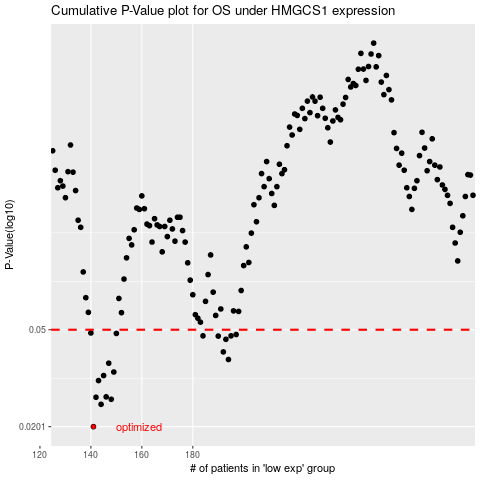 Cumulative P-Value plot for OS under HMGCS1 expression
P-Value(log10)
0.05
0.0201
optimized
120 140 160 180
# of patients in 'low exp' group